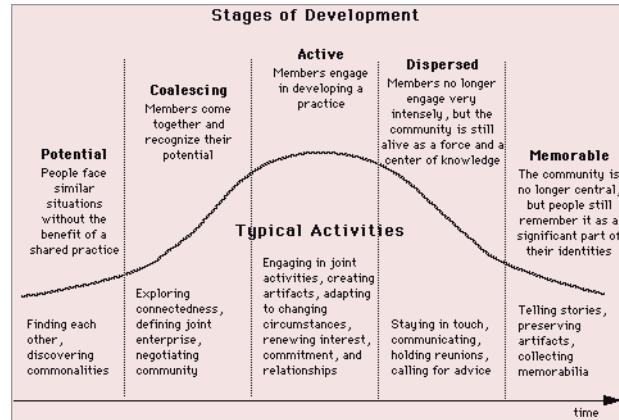 Stages of Development
Potential
People face
similar
situations
without the
benefit of a
shared practice
Coalescing
Members come
together and
recognize their
potential
Active
Members engage
in developing a
practice
Dispersed
Members no longer
engage very
intensely, but the
community is still
alive as a force and a
center of knowledge
Memorable
The community is
no longer central,
but people still
remember it as a
significant part of
their identities
Typical Activities
Finding each
other,
discovering
commonalities
Exploring
connectedness,
defining joint
enterprise,
negotiating
community
Engaging in joint
activities, creating
artifacts, adapting
to changing
circumstances,
renewing interest,
commitment, and
relationships
Staying in touch,
communicating,
holding reunions,
calling for advice
Telling stories,
preserving
artifacts,
collecting
memorabilia
time